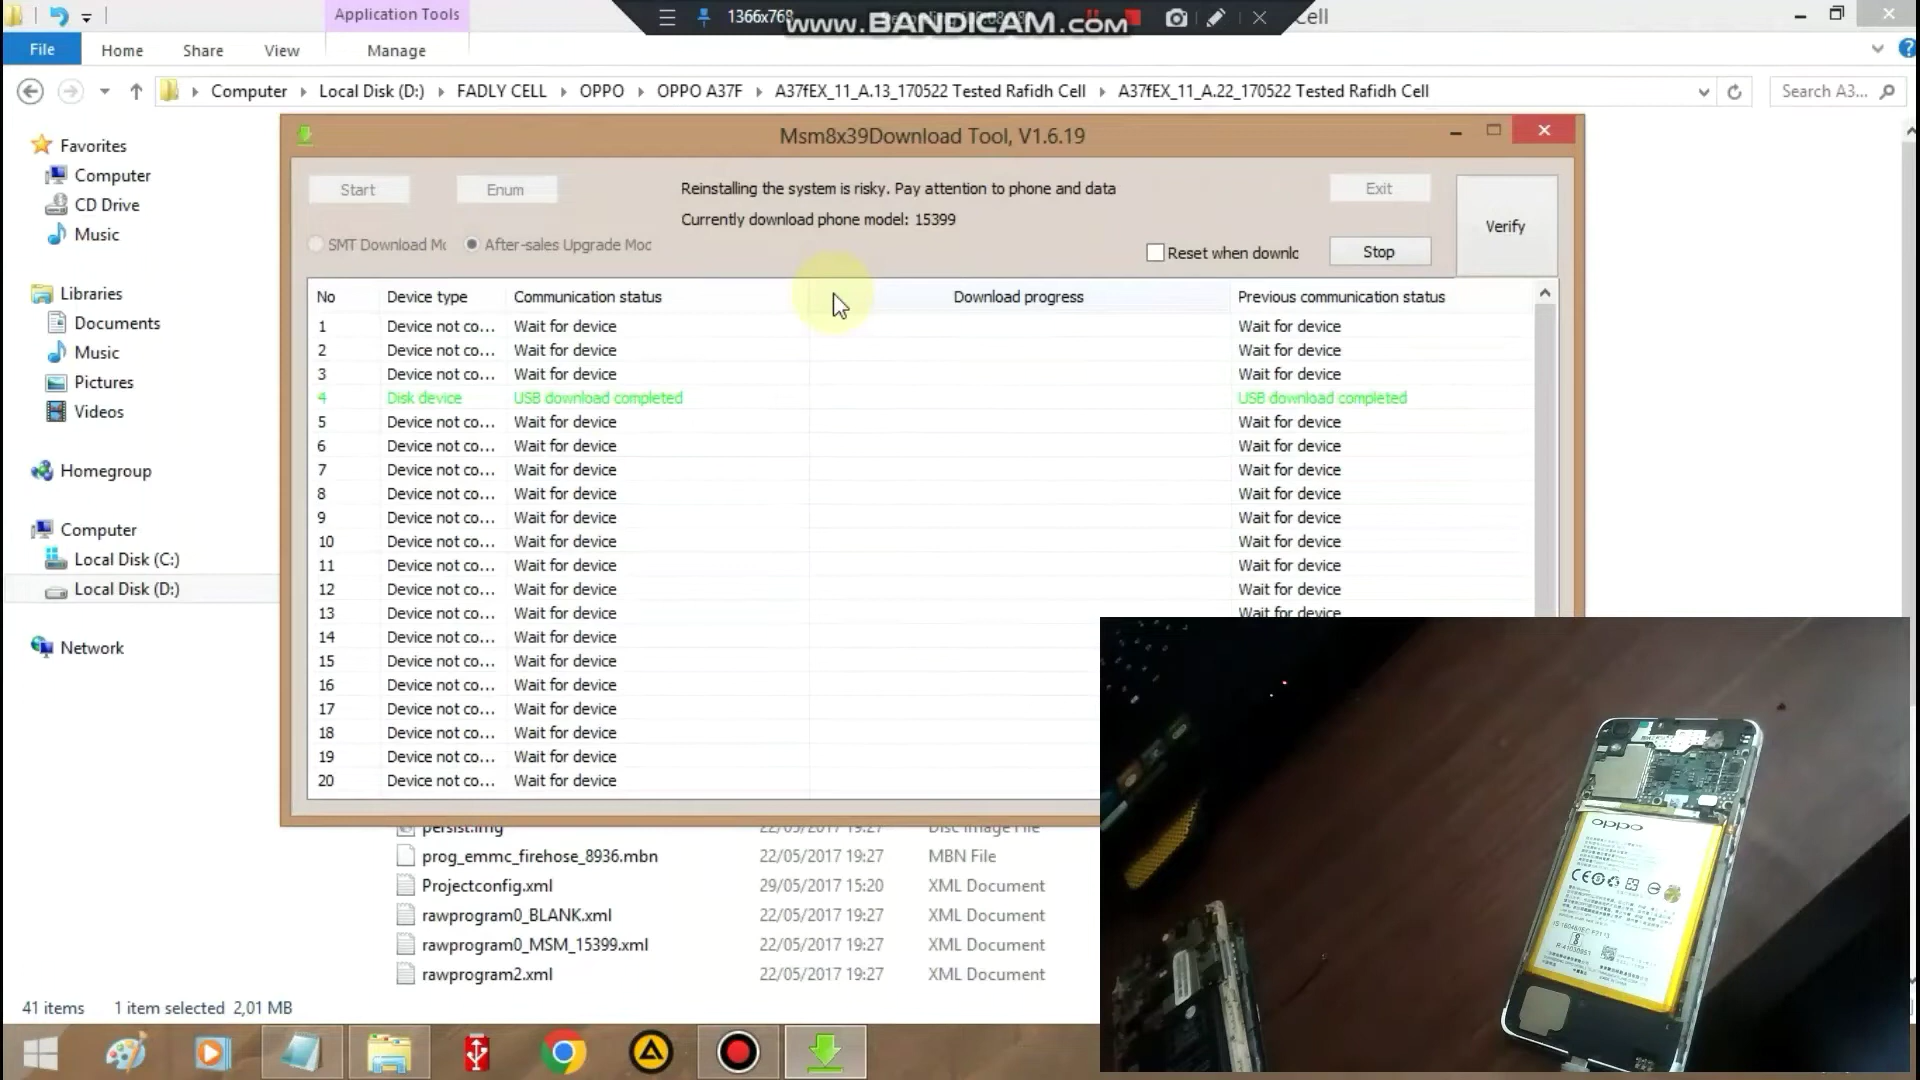 Application Tools
1366x768
www.BANDICAM.com
Cell
File
Home
Share
View
Manage
Computer
Local Disk (D:)
FADLY CELL
OPPO
OPPO A37F
A37fEX_11_A.13_170522 Tested Rafidh Cell
A37fEX_11_A.22_170522 Tested Rafidh Cell
Search A3...
Favorites
Computer
CD Drive
Music
Libraries
Documents
Music
Pictures
Videos
Homegroup
Computer
Local Disk (C:)
Local Disk (D:)
Network
Msm8x39Download Tool, V1.6.19
Start
Enum
Reinstalling the system is risky. Pay attention to phone and data
Exit
Verify
Currently download phone model: 15399
SMT Download Mc
After-sales Upgrade Moc
Reset when downlc
Stop
No Device type Communication status Download progress Previous communication status
1 Device not co... Wait for device Wait for device
2 Device not co... Wait for device Wait for device
3 Device not co... Wait for device Wait for device
4 Disk device USB download completed USB download completed
5 Device not co... Wait for device Wait for device
6 Device not co... Wait for device Wait for device
7 Device not co... Wait for device Wait for device
8 Device not co... Wait for device Wait for device
9 Device not co... Wait for device Wait for device
10 Device not co... Wait for device Wait for device
11 Device not co... Wait for device Wait for device
12 Device not co... Wait for device Wait for device
13 Device not co... Wait for device Wait for device
14 Device not co... Wait for device
15 Device not co... Wait for device
16 Device not co... Wait for device
17 Device not co... Wait for device
18 Device not co... Wait for device
19 Device not co... Wait for device
20 Device not co... Wait for device
persist.img 22/05/2017 19:27 Disc Image File
prog_emmc_firehose_8936.mbn 22/05/2017 19:27 MBN File
Projectconfig.xml 29/05/2017 15:20 XML Document
rawprogram0_BLANK.xml 22/05/2017 19:27 XML Document
rawprogram0_MSM_15399.xml 22/05/2017 19:27 XML Document
rawprogram2.xml 22/05/2017 19:27 XML Document
41 items 1 item selected 2,01 MB
oppo